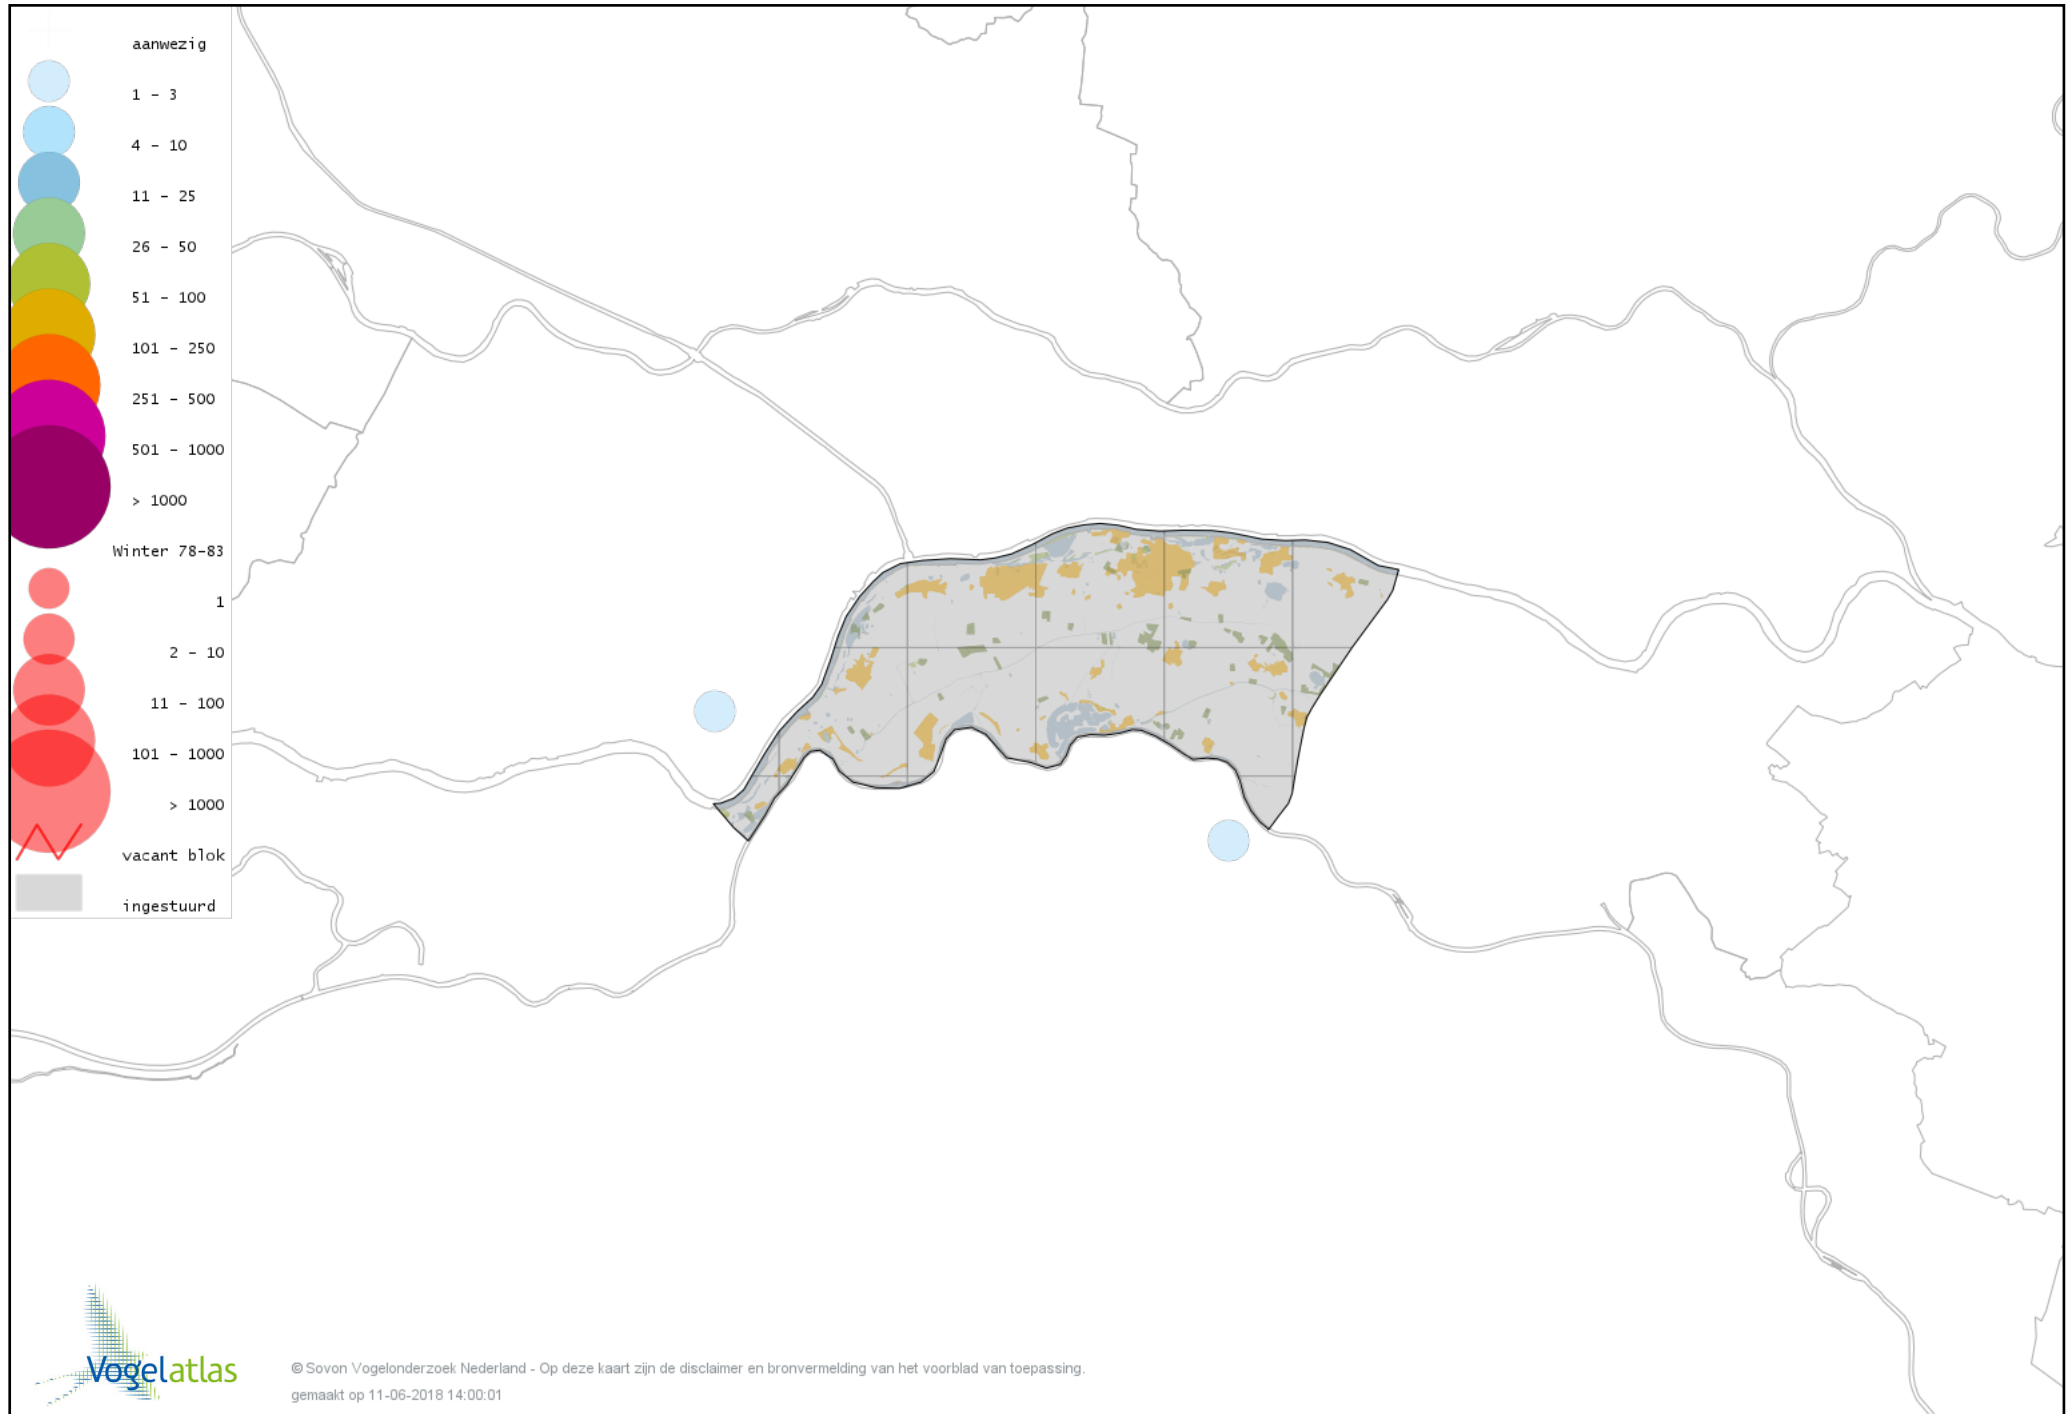 aanwezig
1 - 3
4 - 10
11 - 25
26 - 50
51 - 100
101 - 250
251 - 500
501 - 1000
> 1000
Winter 78-83
1
2 - 10
11 - 100
101 - 1000
> 1000
vacant blok
ingestuurd
Vogelatlas
© Sovon Vogelonderzoek Nederland - Op deze kaart zijn de disclaimer en bronvermelding van het voorblad van toepassing.
gemaakt op 11-06-2018 14:00:01